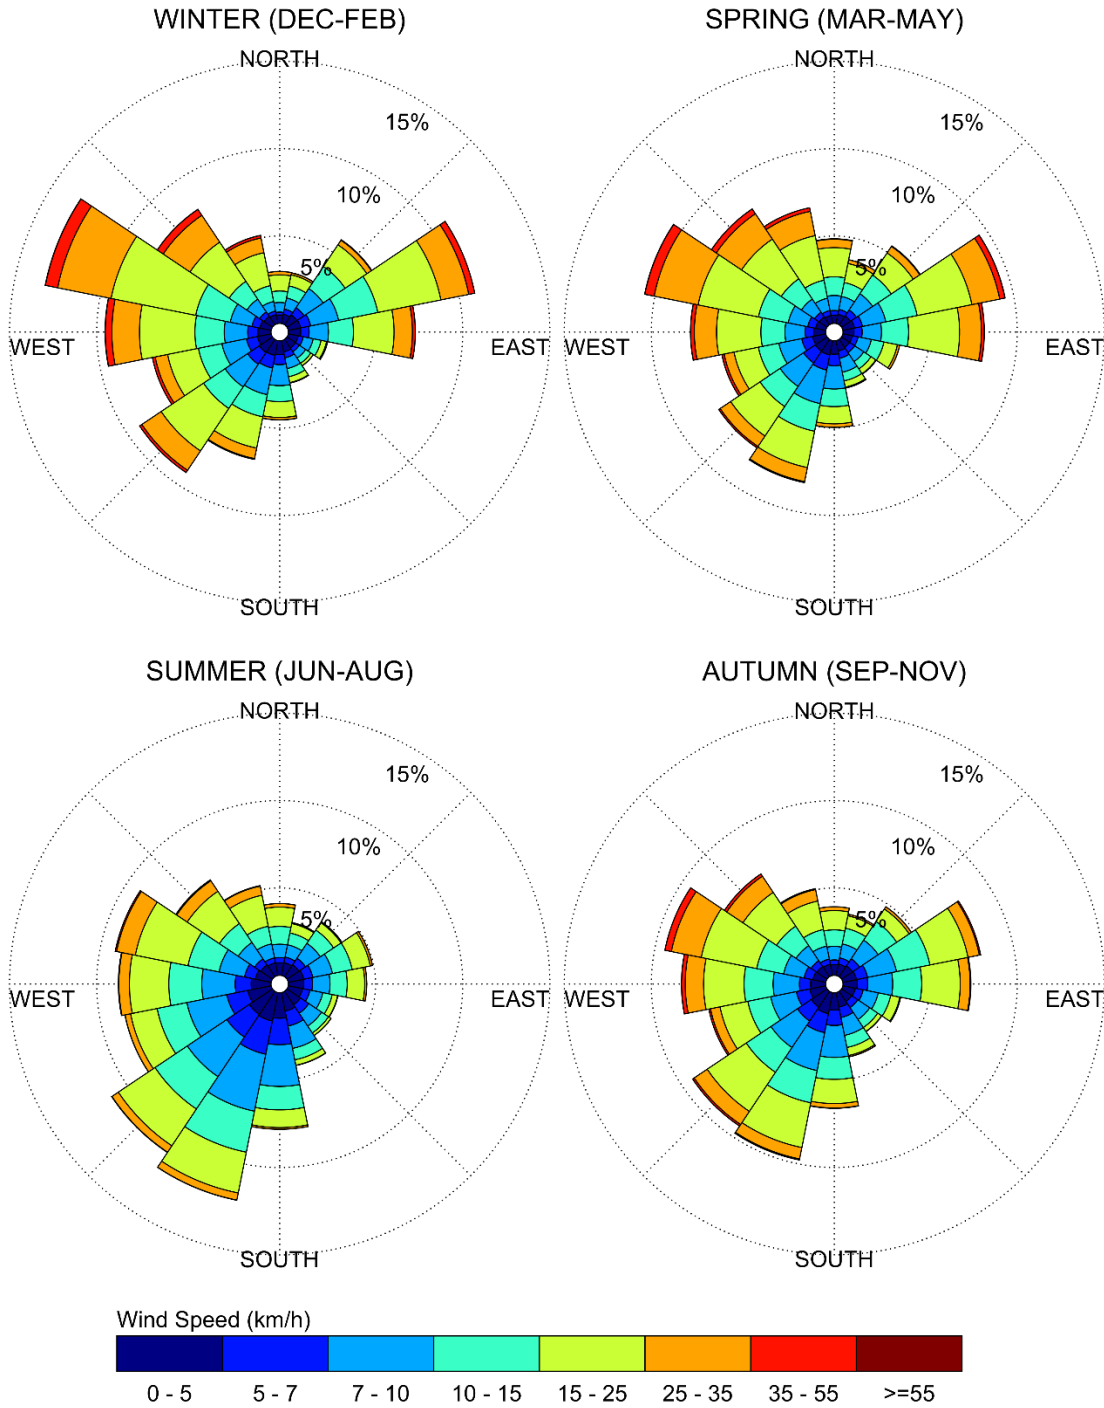 WINTER (DEC-FEB)
NORTH
15%
10%
5%
WEST
EAST
SOUTH
SPRING (MAR-MAY)
NORTH
15%
10%
5%
WEST
EAST
SOUTH
SUMMER (JUN-AUG)
NORTH
15%
10%
5%
WEST
EAST
SOUTH
AUTUMN (SEP-NOV)
NORTH
15%
10%
5%
WEST
EAST
SOUTH
Wind Speed (km/h)
0 - 5 5 - 7 7 - 10 10 - 15 15 - 25 25 - 35 35 - 55 >=55